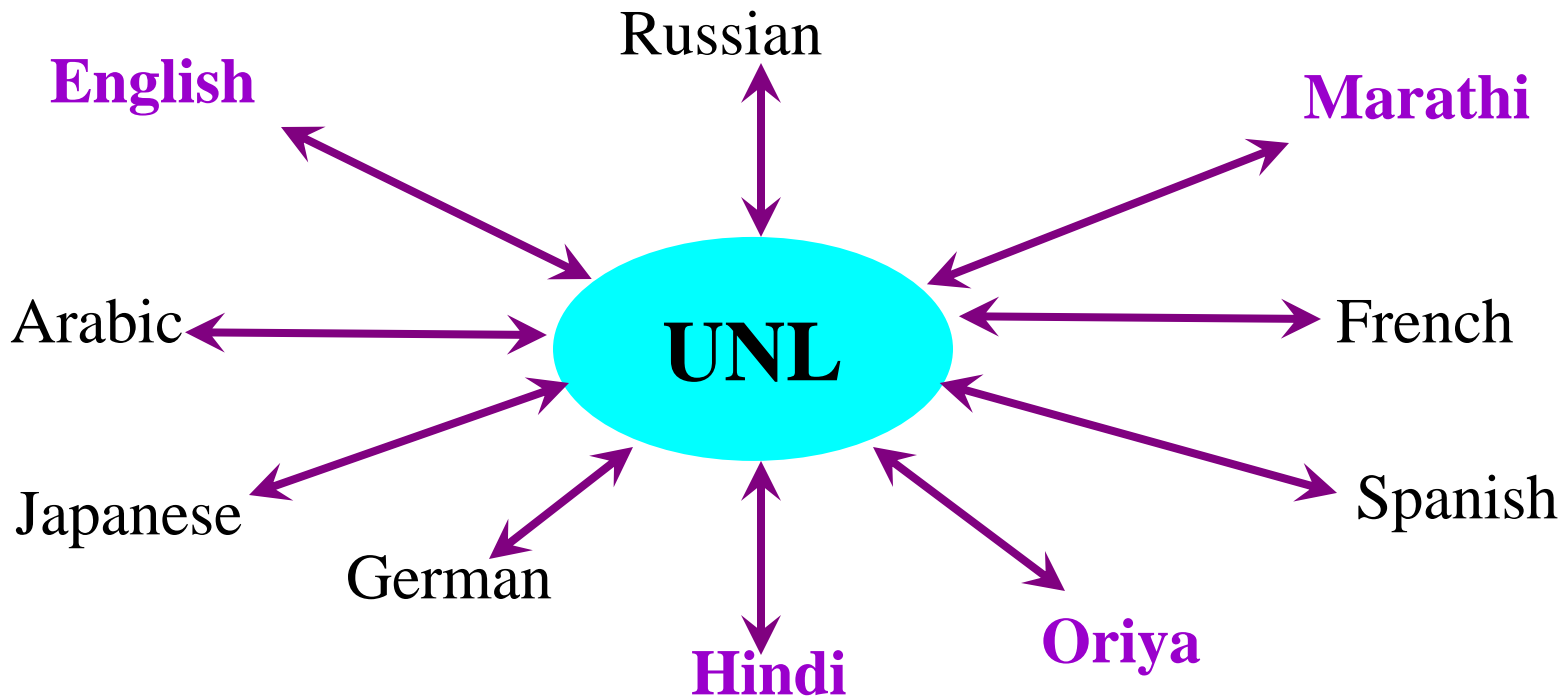 Russian
English
Marathi
Arabic
UNL
French
Japanese
Spanish
German
Oriya
Hindi